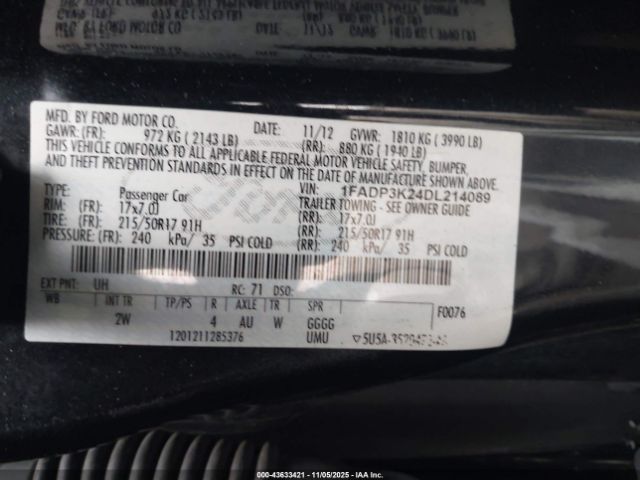 MFD. BY FORD MOTOR CO.
DATE: 11/12 GVWR: 1810 KG (3990 LB)
GAWR: (FR): 972 KG (2143 LB) (RR): 880 KG (1940 LB)
THIS VEHICLE CONFORMS TO ALL APPLICABLE FEDERAL MOTOR VEHICLE SAFETY, BUMPER,
AND THEFT PREVENTION STANDARDS IN EFFECT ON THE DATE OF MANUFACTURE SHOWN ABOVE.
VIN: 1FADP3K24DL214089
TYPE: Passenger Car TRAILER TOWING - SEE OWNER GUIDE
RIM: (FR): 17x7.0J (RR): 17x7.0J
TIRE: (FR): 215/50R17 91H (RR): 215/50R17 91H
PRESSURE: (FR): 240 kPa/ 35 PSI COLD (RR): 240 kPa/ 35 PSI COLD
EXT PNT: UH RC: 71 DSO:
WB INT TR TP/PS R AXLE TR SPR F0076
2W 4 AU W GGGG
1201211285376 UMU
000-43633421 - 11/05/2025 - IAA, Inc.